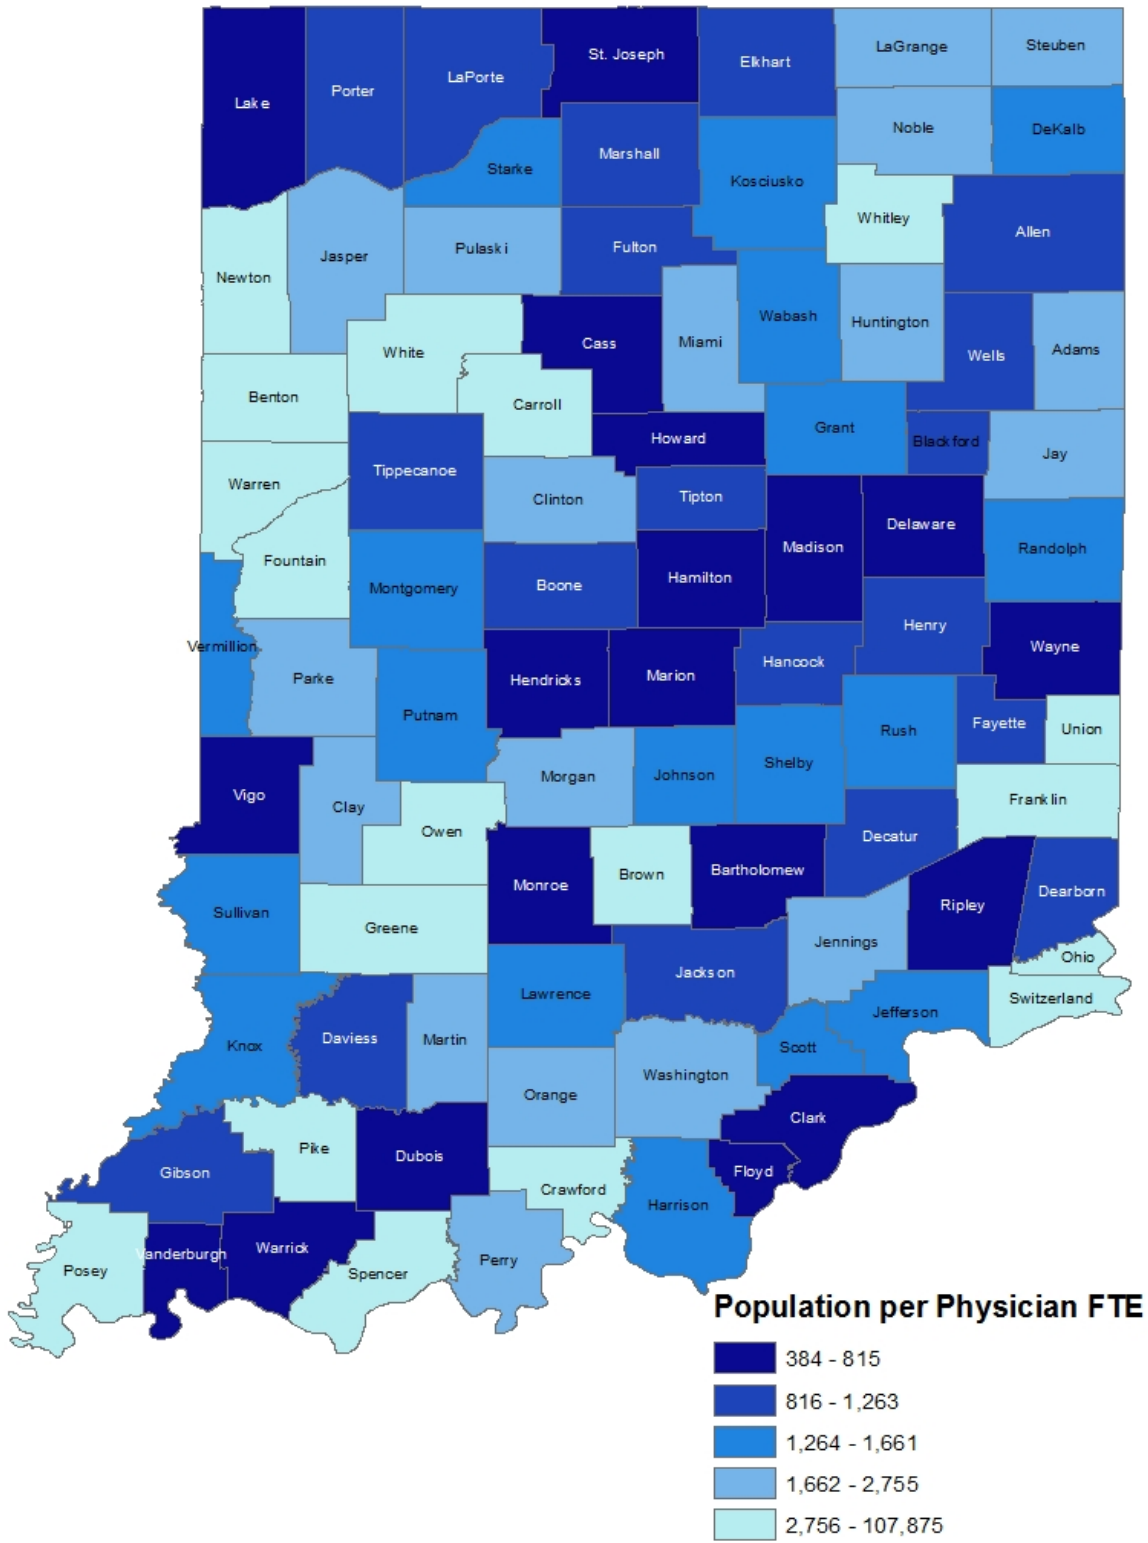 LaGrange
Steuben
St. Joseph
Elkhart
LaPorte
Porter
Lake
Noble
DeKalb
Marshall
Starke
Kosciusko
Whitley
Allen
Fulton
Pulaski
Jasper
Newton
Wabash
Huntington
Miami
Cass
White
Wells
Adams
Benton
Carroll
Grant
Howard
Blackford
Jay
Tippecanoe
Warren
Clinton
Tipton
Delaware
Madison
Randolph
Fountain
Hamilton
Boone
Montgomery
Henry
Vermillion
Wayne
Hancock
Marion
Hendricks
Parke
Putnam
Fayette
Union
Rush
Shelby
Johnson
Morgan
Vigo
Clay
Franklin
Owen
Decatur
Bartholomew
Brown
Monroe
Dearborn
Ripley
Sullivan
Greene
Jennings
Ohio
Jackson
Lawrence
Switzerland
Jefferson
Daviess
Martin
Knox
Scott
Washington
Orange
Clark
Pike
Dubois
Gibson
Floyd
Crawford
Harrison
Vanderburgh
Warrick
Perry
Posey
Spencer
Population per Physician FTE
384 - 815
816 - 1,263
1,264 - 1,661
1,662 - 2,755
2,756 - 107,875